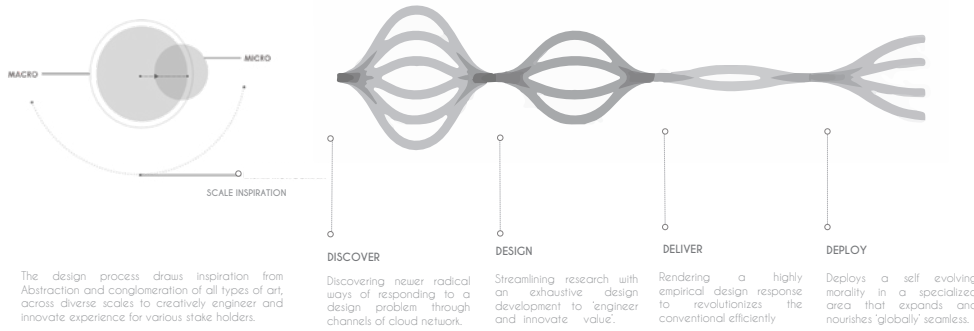 MACRO
MICRO
SCALE INSPIRATION
The design process draws inspiration from
Abstraction and conglomeration of all types of art,
across diverse scales to creatively engineer and
innovate experience for various stake holders.
DISCOVER
Discovering newer radical
ways of responding to a
design problem through
channels of cloud network.
DESIGN
Streamlining research with
an exhaustive design
development to 'engineer
and innovate value'.
DELIVER
Rendering a highly
empirical design response
to revolutionizes the
conventional efficiently
DEPLOY
Deploys a self evolving
morality in a specialized
area that expands and
nourishes 'globally' seamless.